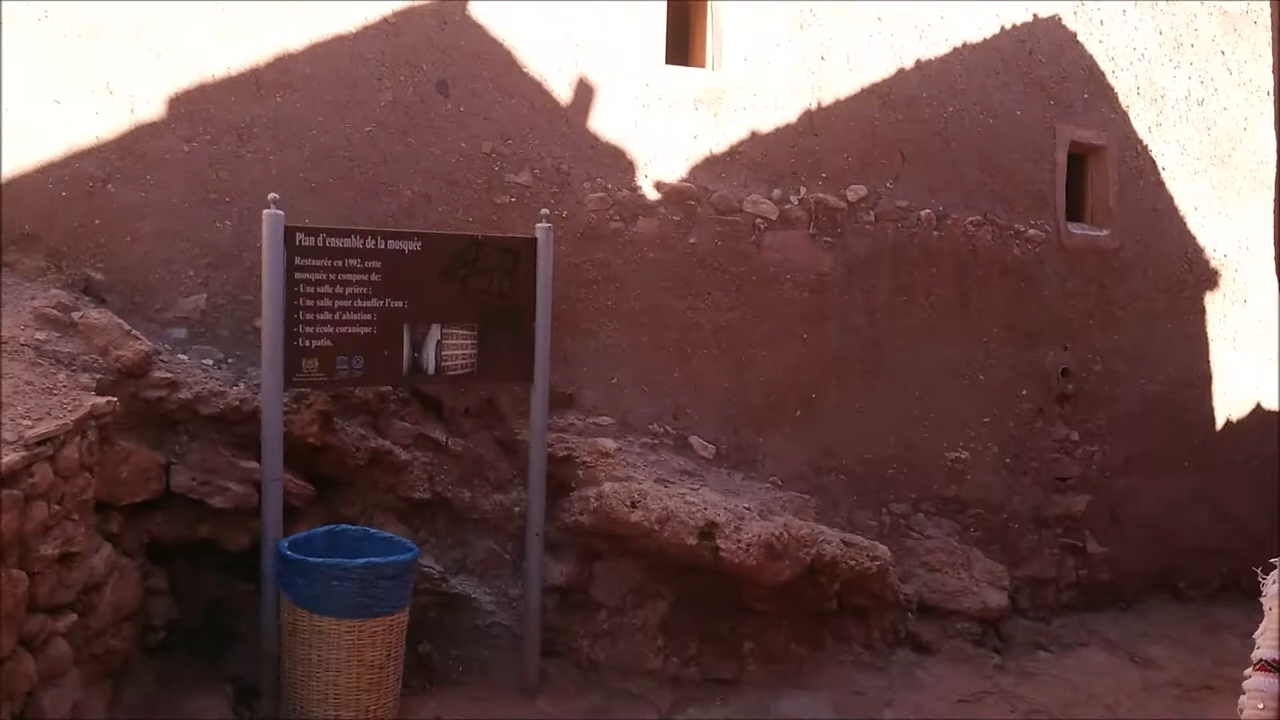 Plan d'ensemble de la mosquée
Restaurée en 1992, cette
mosquée se compose de:
- Une salle de prière ;
- Une salle pour chauffer l'eau ;
- Une salle d'ablution ;
- Une école coranique ;
- Un patio.